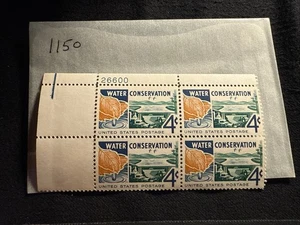 1150
26600
WATER CONSERVATION
4¢
UNITED STATES POSTAGE
WATER CONSERVATION
4¢
UNITED STATES POSTAGE
WATER CONSERVATION
4¢
UNITED STATES POSTAGE
WATER CONSERVATION
4¢
UNITED STATES POSTAGE